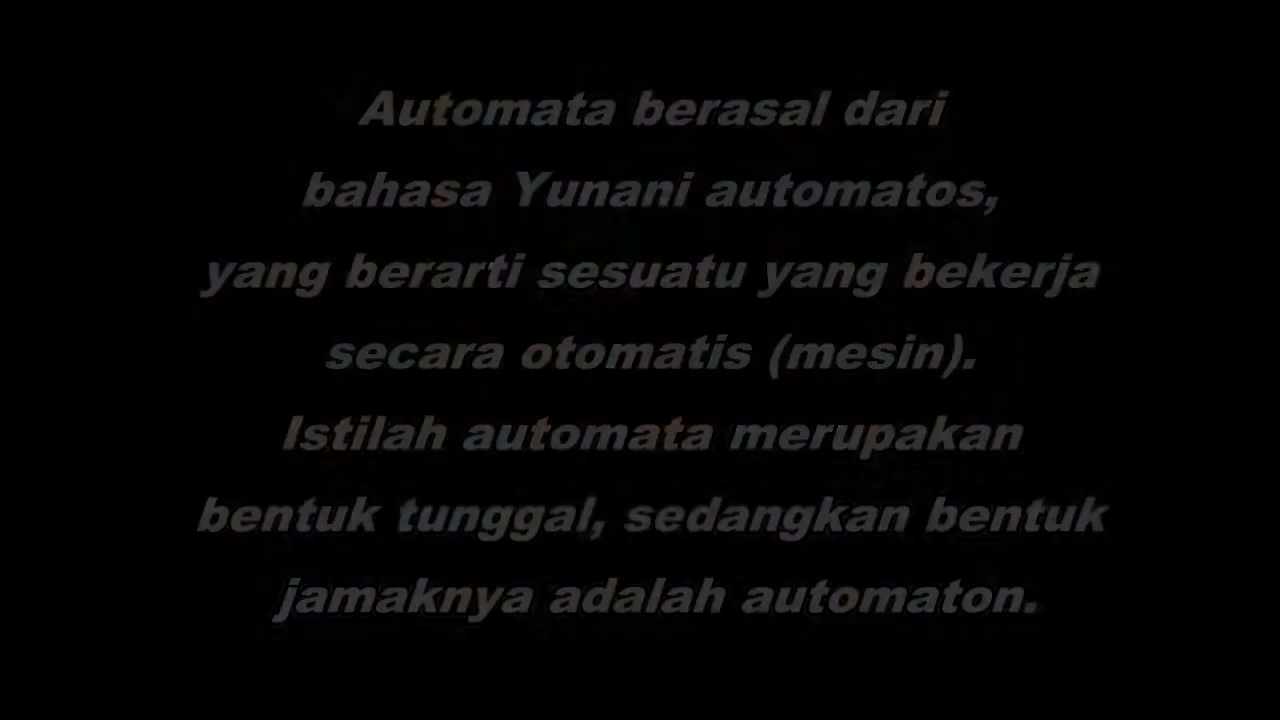 Automata berasal dari
bahasa Yunani automatos,
yang berarti sesuatu yang bekerja
secara otomatis (mesin).
Istilah automata merupakan
bentuk tunggal, sedangkan bentuk
jamaknya adalah automaton.